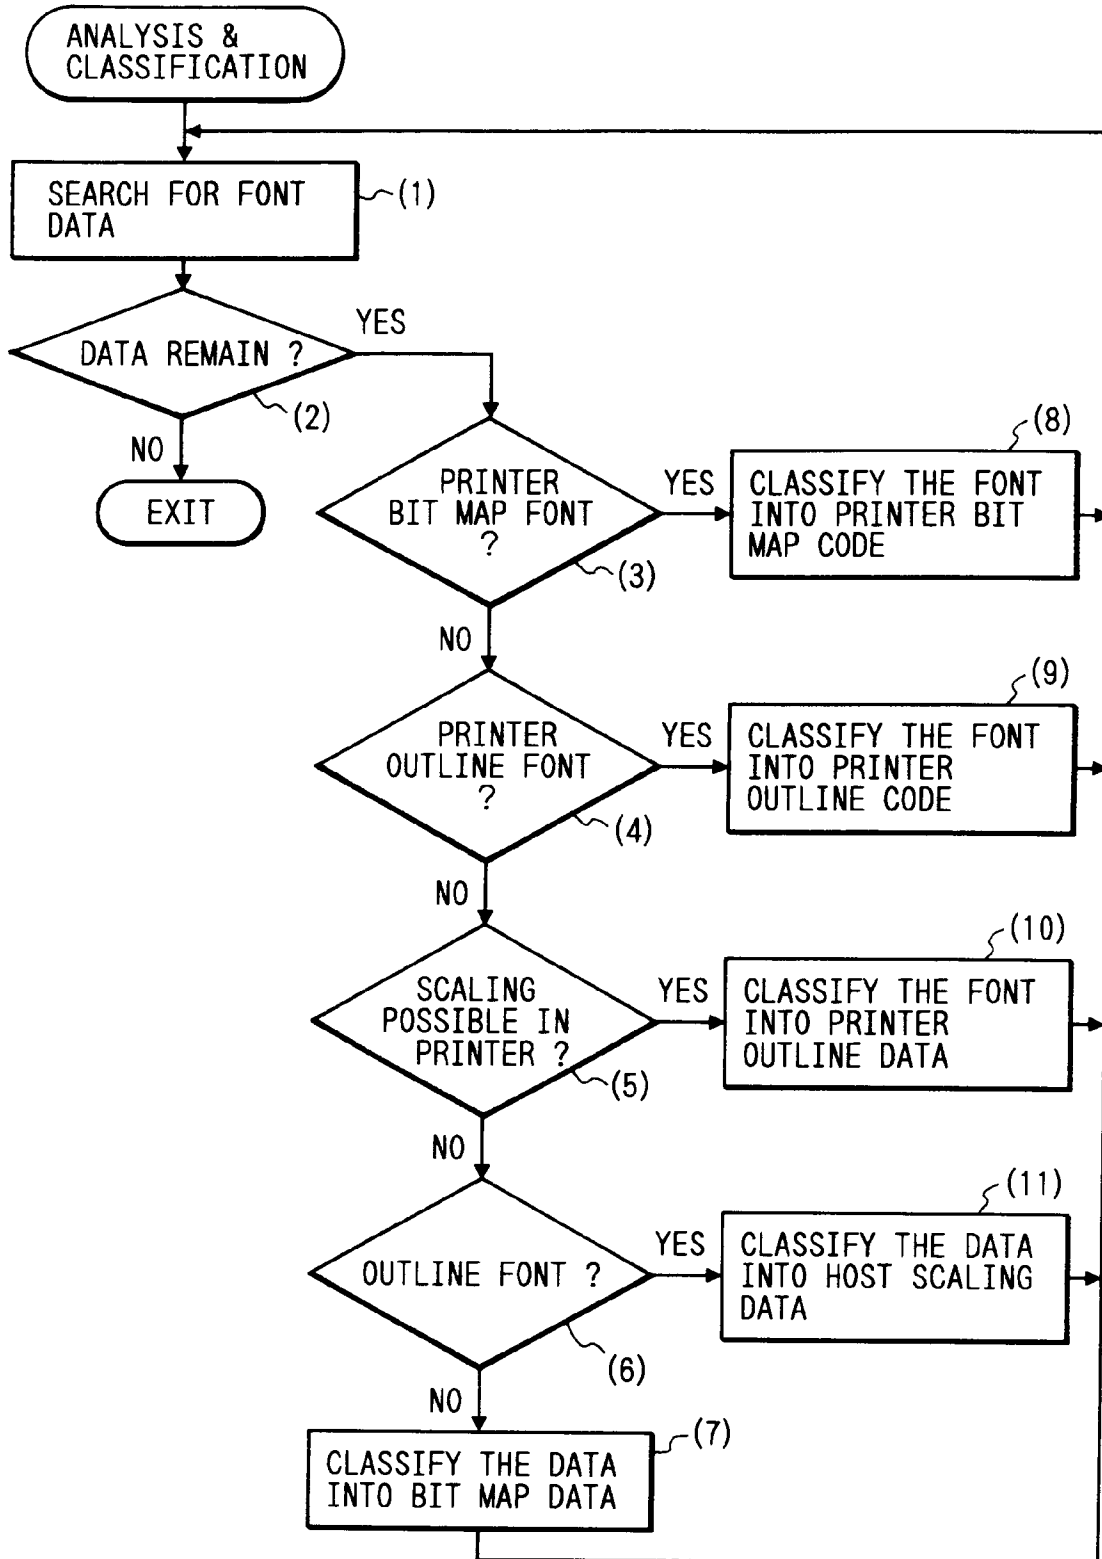 ANALYSIS &
CLASSIFICATION
SEARCH FOR FONT
DATA
(1)
DATA REMAIN ?
YES
(2)
NO
EXIT
PRINTER
BIT MAP FONT
?
(3)
YES
CLASSIFY THE FONT
INTO PRINTER BIT
MAP CODE
(8)
NO
PRINTER
OUTLINE FONT
?
(4)
YES
CLASSIFY THE FONT
INTO PRINTER
OUTLINE CODE
(9)
NO
SCALING
POSSIBLE IN
PRINTER ?
(5)
YES
CLASSIFY THE FONT
INTO PRINTER
OUTLINE DATA
(10)
NO
OUTLINE FONT ?
(6)
YES
CLASSIFY THE DATA
INTO HOST SCALING
DATA
(11)
NO
CLASSIFY THE DATA
INTO BIT MAP DATA
(7)